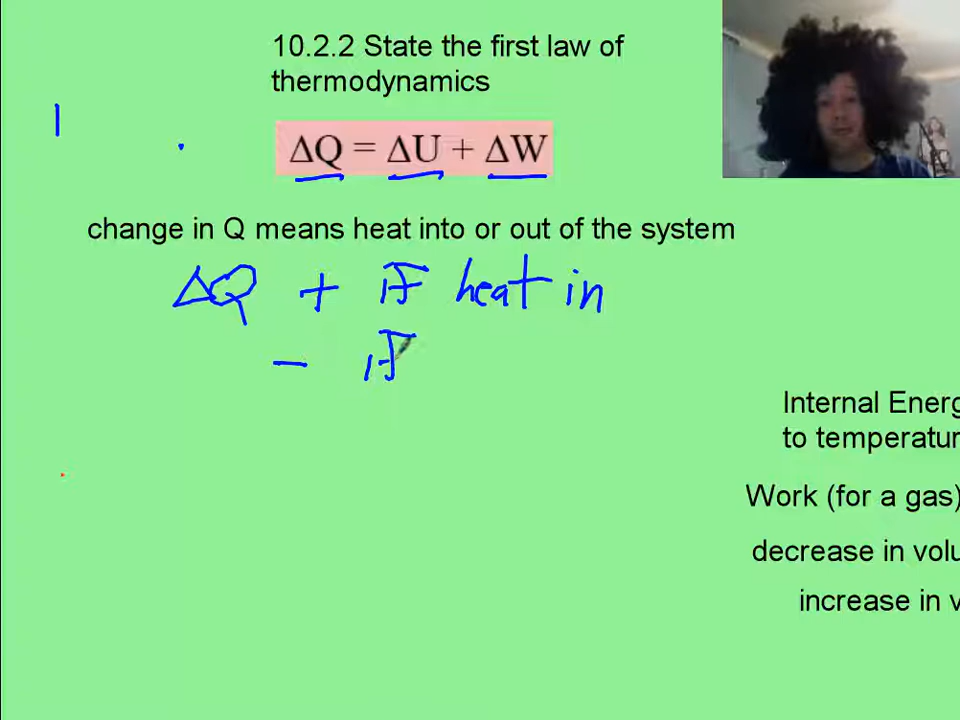 10.2.2 State the first law of
thermodynamics
ΔQ = ΔU + ΔW
change in Q means heat into or out of the system
ΔQ + if heat in
- if
Internal Energ
to temperatur
Work (for a gas)
decrease in volu
increase in v